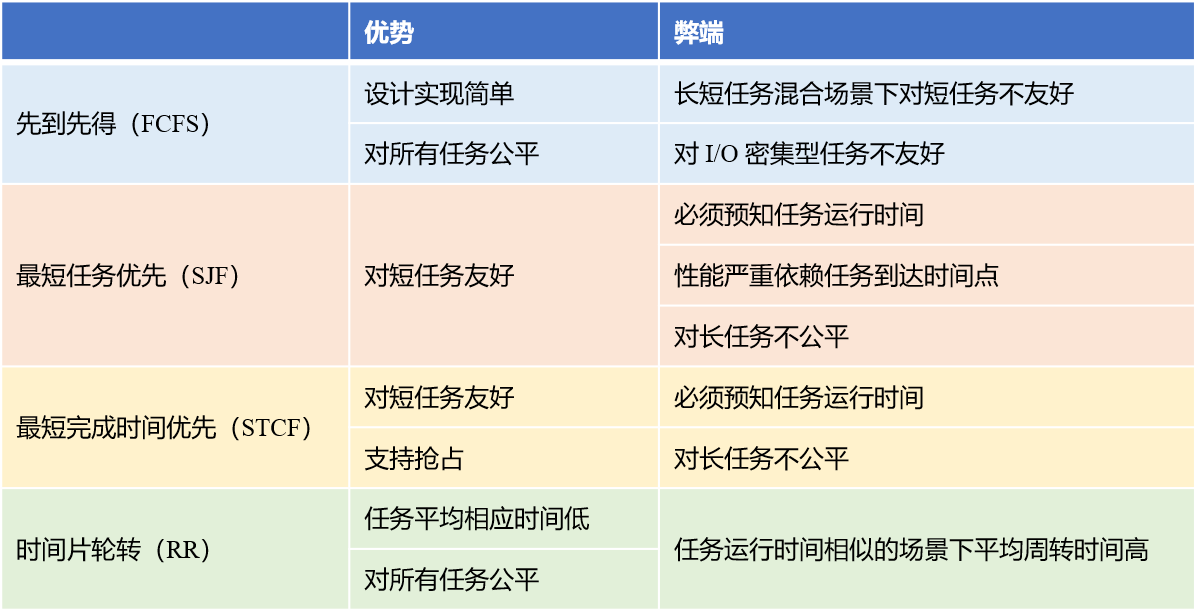 优势
弊端
先到先得（FCFS）
设计实现简单
长短任务混合场景下对短任务不友好
对所有任务公平
对 I/O 密集型任务不友好
最短任务优先（SJF）
对短任务友好
必须预知任务运行时间
性能严重依赖任务到达时间点
对长任务不公平
最短完成时间优先（STCF）
对短任务友好
必须预知任务运行时间
支持抢占
对长任务不公平
时间片轮转（RR）
任务平均相应时间低
任务运行时间相似的场景下平均周转时间高
对所有任务公平